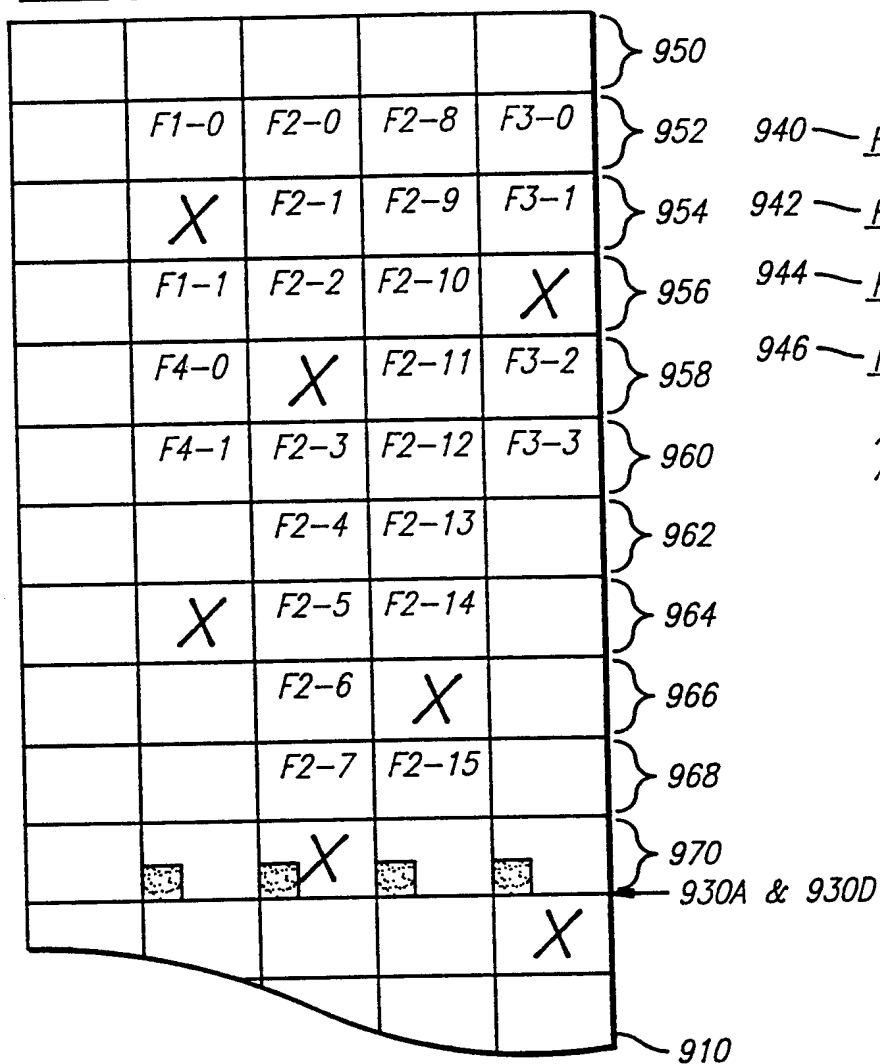 950
F1-0 F2-0 F2-8 F3-0 952 940
X F2-1 F2-9 F3-1 954 942
F1-1 F2-2 F2-10 X 956 944
F4-0 X F2-11 F3-2 958 946
F4-1 F2-3 F2-12 F3-3 960
F2-4 F2-13 962
X F2-5 F2-14 964
F2-6 X 966
F2-7 F2-15 968
X 970
930A & 930D
X
910